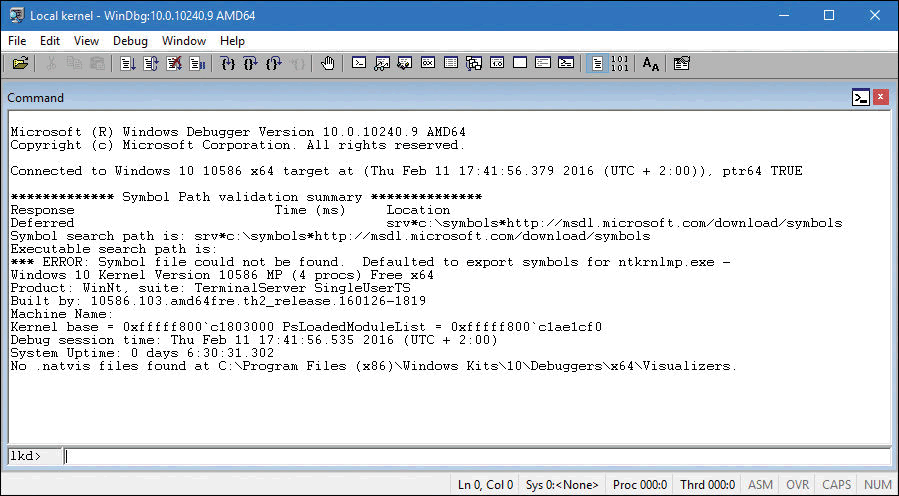 Local kernel - WinDbg:10.0.10240.9 AMD64
File Edit View Debug Window Help
Command
Microsoft (R) Windows Debugger Version 10.0.10240.9 AMD64
Copyright (c) Microsoft Corporation. All rights reserved.
Connected to Windows 10 10586 x64 target at (Thu Feb 11 17:41:56.379 2016 (UTC + 2:00)), ptr64 TRUE
************* Symbol Path validation summary **************
Response                         Time (ms)     Location
Deferred                                       srv*c:\symbols*http://msdl.microsoft.com/download/symbols
Symbol search path is: srv*c:\symbols*http://msdl.microsoft.com/download/symbols
Executable search path is:
*** ERROR: Symbol file could not be found.  Defaulted to export symbols for ntkrnlmp.exe -
Windows 10 Kernel Version 10586 MP (4 procs) Free x64
Product: WinNt, suite: TerminalServer SingleUserTS
Built by: 10586.103.amd64fre.th2_release.160126-1819
Machine Name:
Kernel base = 0xfffff800`c1803000 PsLoadedModuleList = 0xfffff800`c1ae1cf0
Debug session time: Thu Feb 11 17:41:56.535 2016 (UTC + 2:00)
System Uptime: 0 days 6:30:31.302
No .natvis files found at C:\Program Files (x86)\Windows Kits\10\Debuggers\x64\Visualizers.
lkd>
Ln 0, Col 0 Sys 0:<None> Proc 000:0 Thrd 000:0 ASM OVR CAPS NUM